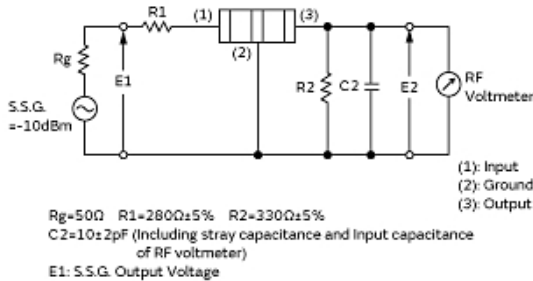 R1
(1)
(3)
(2)
Rg
E1
R2
C2
E2
RF
Voltmeter
S.S.G.
=-10dBm
(1): Input
(2): Ground
(3): Output
Rg=50Ω R1=280Ω±5% R2=330Ω±5%
C2=10±2pF (Including stray capacitance and Input capacitance
of RF voltmeter)
E1: S.S.G. Output Voltage